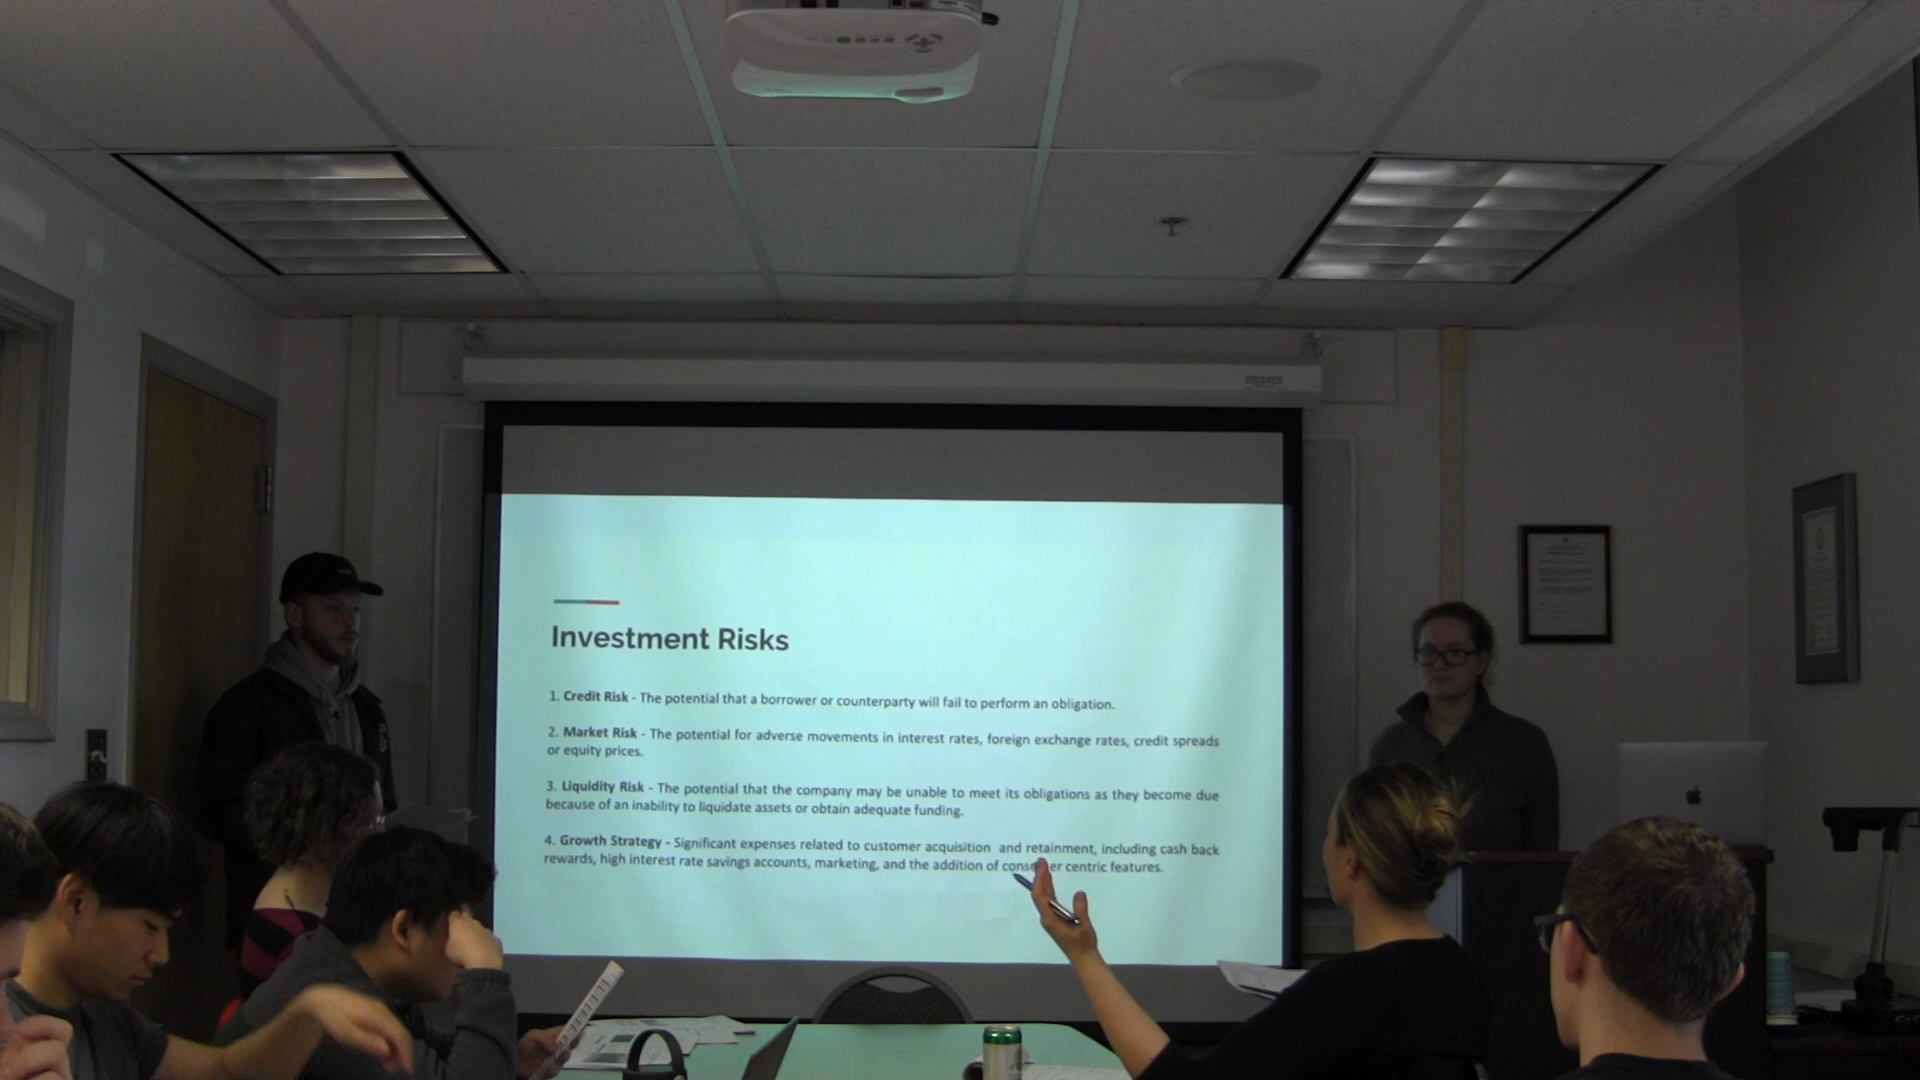 Investment Risks
1. Credit Risk - The potential that a borrower or counterparty will fail to perform an obligation.
2. Market Risk - The potential for adverse movements in interest rates, foreign exchange rates, credit spreads
or equity prices.
3. Liquidity Risk - The potential that the company may be unable to meet its obligations as they become due
because of an inability to liquidate assets or obtain adequate funding.
4. Growth Strategy - Significant expenses related to customer acquisition and retainment, including cash back
rewards, high interest rate savings accounts, marketing, and the addition of centric features.